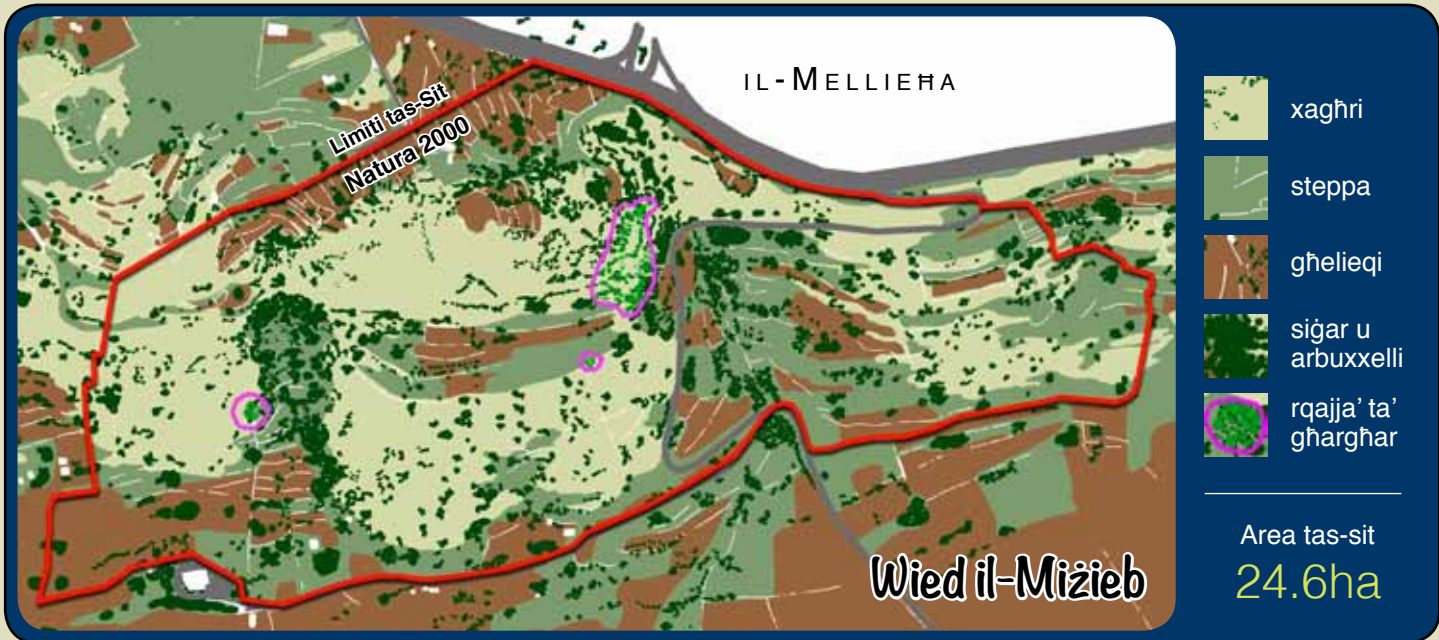 IL-MELLIEĦA
Limiti tas-Sit
Natura 2000
Wied il-Miżieb
xagħri
steppa
għelieqi
siġar u
arbuxxelli
rqajja' ta'
għargħar
Area tas-sit
24.6ha